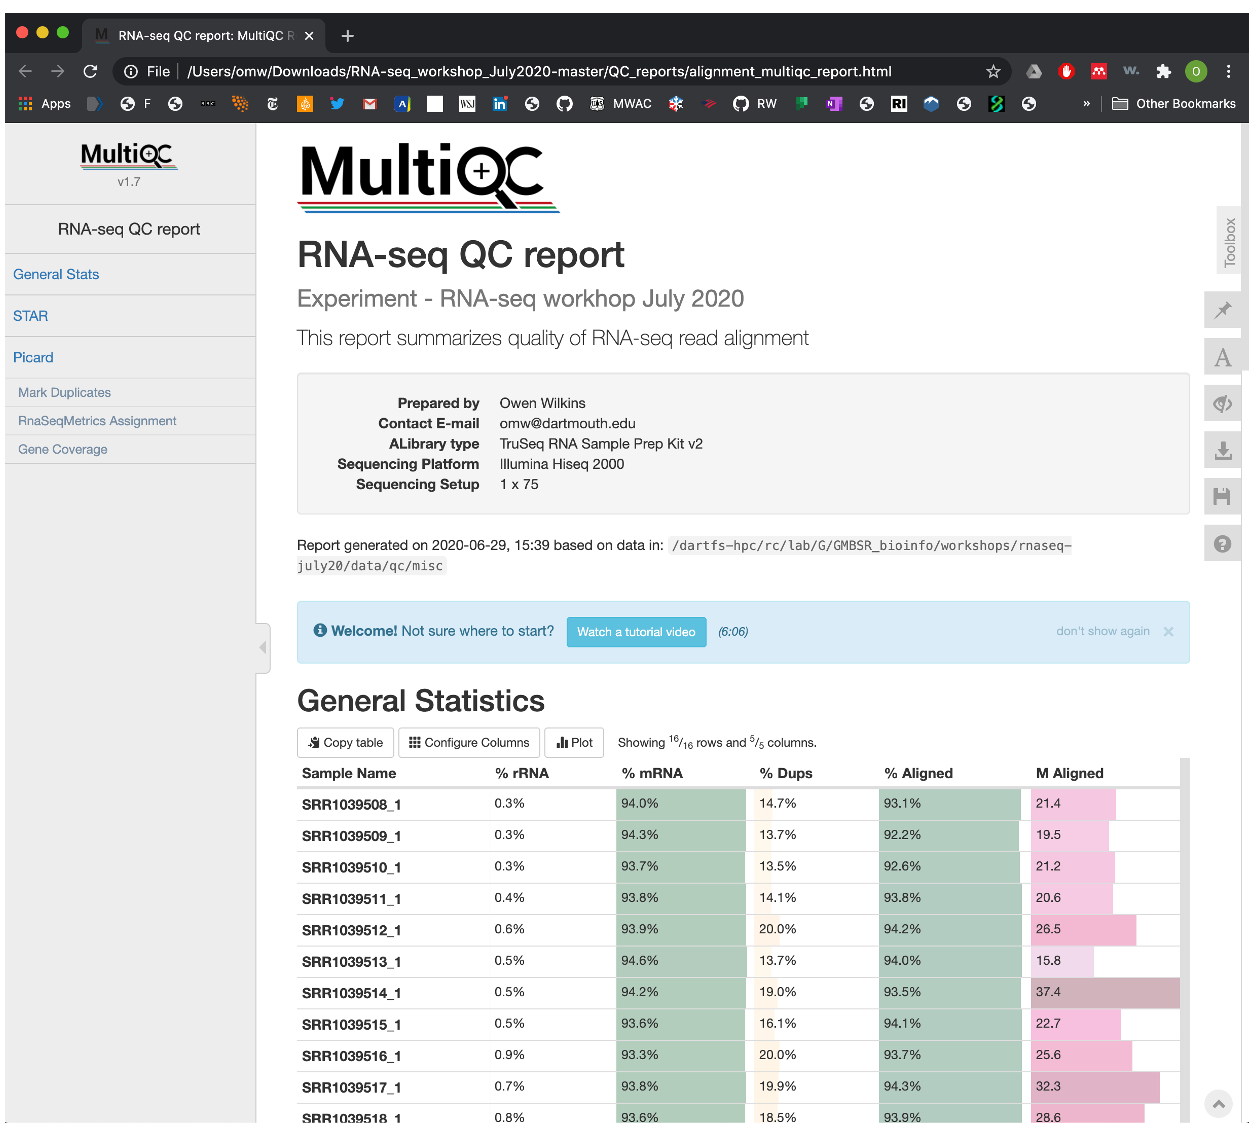 RNA-seq QC report: MultiQC R
File
/Users/omw/Downloads/RNA-seq_workshop_July2020-master/QC_reports/alignment_multiqc_report.html
Apps F MWAC RW » Other Bookmarks
MultiQC
v1.7
RNA-seq QC report
General Stats
STAR
Picard
Mark Duplicates
RnaSeqMetrics Assignment
Gene Coverage
MultiQC
RNA-seq QC report
Experiment - RNA-seq workhop July 2020
This report summarizes quality of RNA-seq read alignment
Prepared by Owen Wilkins
Contact E-mail omw@dartmouth.edu
ALibrary type TruSeq RNA Sample Prep Kit v2
Sequencing Platform Illumina Hiseq 2000
Sequencing Setup 1 x 75
Report generated on 2020-06-29, 15:39 based on data in: /dartfs-hpc/rc/lab/G/GMBSR_bioinfo/workshops/rnaseq-
july20/data/qc/misc
Welcome! Not sure where to start? Watch a tutorial video (6:06) don't show again ×
Toolbox
General Statistics
Copy table Configure Columns Plot Showing 16/16 rows and 5/5 columns.
Sample Name % rRNA % mRNA % Dups % Aligned M Aligned
SRR1039508_1 0.3% 94.0% 14.7% 93.1% 21.4
SRR1039509_1 0.3% 94.3% 13.7% 92.2% 19.5
SRR1039510_1 0.3% 93.7% 13.5% 92.6% 21.2
SRR1039511_1 0.4% 93.8% 14.1% 93.8% 20.6
SRR1039512_1 0.6% 93.9% 20.0% 94.2% 26.5
SRR1039513_1 0.5% 94.6% 13.7% 94.0% 15.8
SRR1039514_1 0.5% 94.2% 19.0% 93.5% 37.4
SRR1039515_1 0.5% 93.6% 16.1% 94.1% 22.7
SRR1039516_1 0.9% 93.3% 20.0% 93.7% 25.6
SRR1039517_1 0.7% 93.8% 19.9% 94.3% 32.3
SRR1039518_1 0.8% 93.6% 18.5% 93.9% 28.6